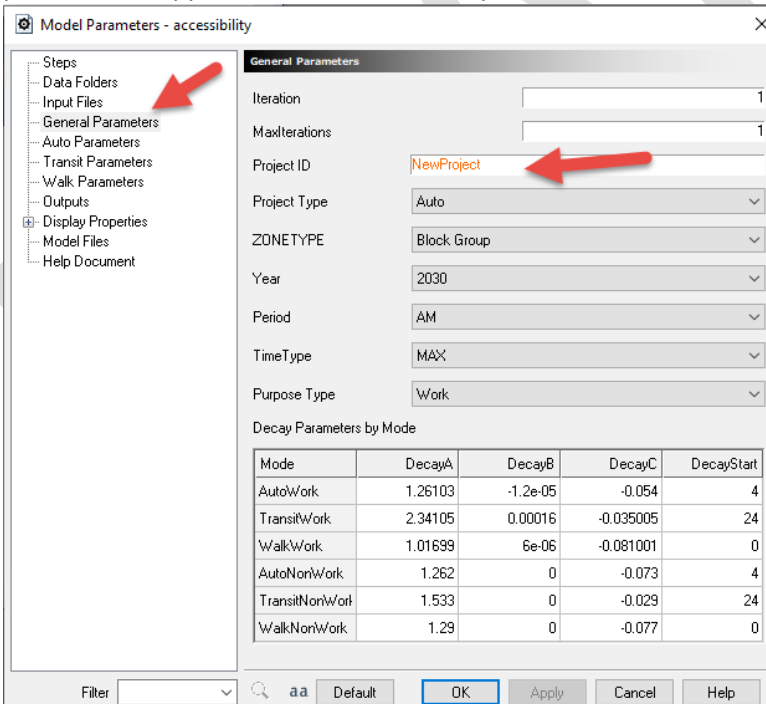 Model Parameters - accessibility
Steps
Data Folders
Input Files
General Parameters
Auto Parameters
Transit Parameters
Walk Parameters
Outputs
Display Properties
Model Files
Help Document
General Parameters
Iteration 1
MaxIterations 1
Project ID NewProject
Project Type Auto
ZONETYPE Block Group
Year 2030
Period AM
TimeType MAX
Purpose Type Work
Decay Parameters by Mode
Mode DecayA DecayB DecayC DecayStart
AutoWork 1.26103 -1.2e-05 -0.054 4
TransitWork 2.34105 0.00016 -0.035005 24
WalkWork 1.01699 6e-06 -0.081001 0
AutoNonWork 1.262 0 -0.073 4
TransitNonWork 1.533 0 -0.029 24
WalkNonWork 1.29 0 -0.077 0
Filter aa Default OK Apply Cancel Help